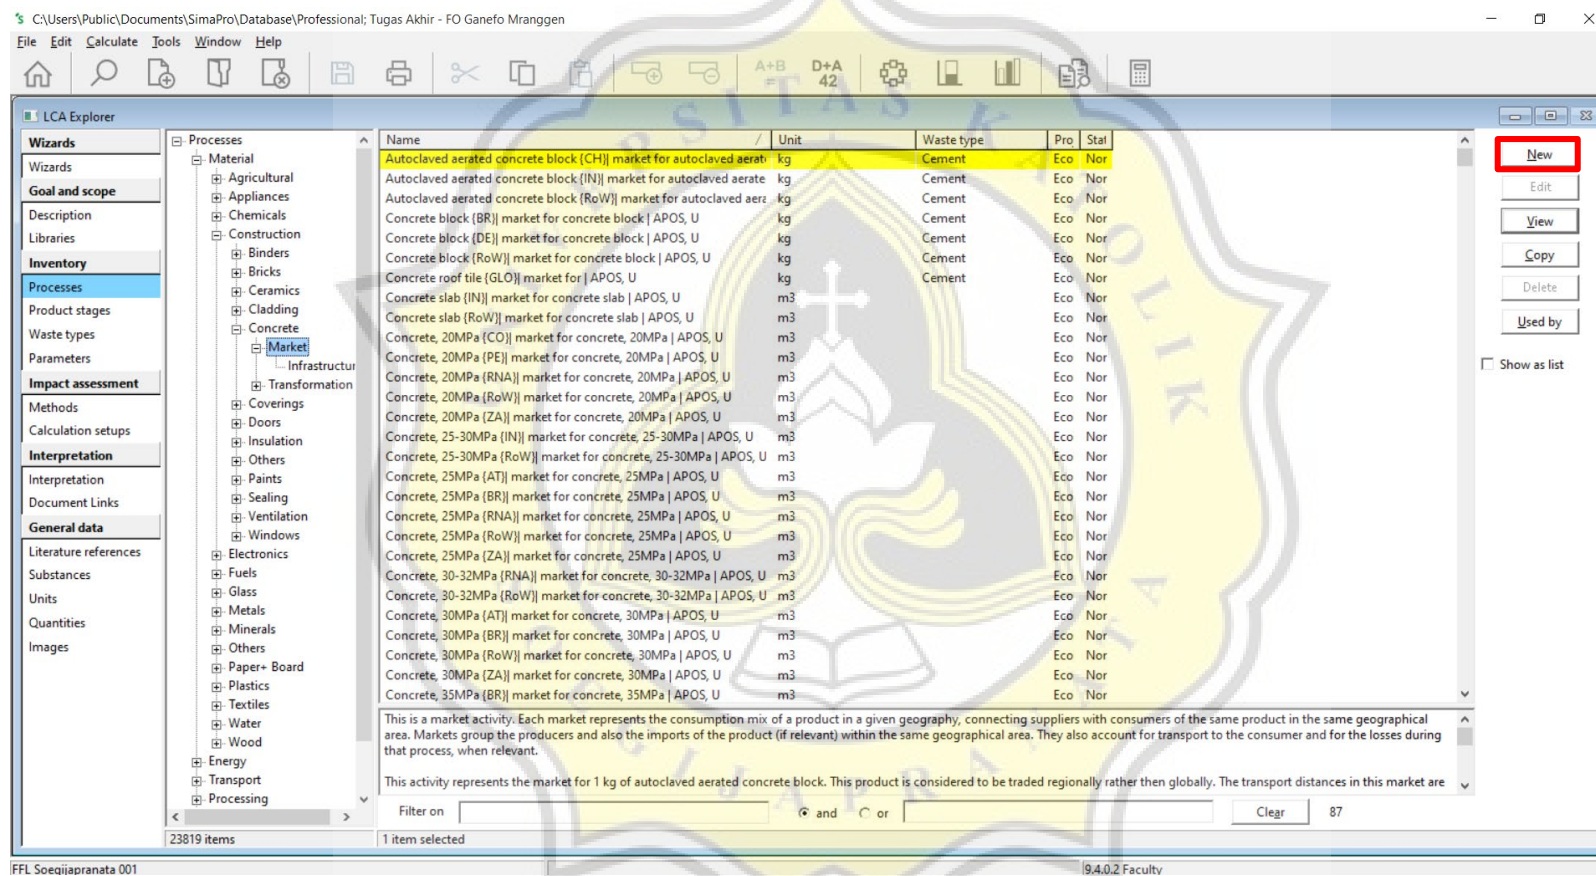 C:\Users\Public\Documents\SimaPro\Database\Professional; Tugas Akhir - FO Ganefo Mranggen
File Edit Calculate Tools Window Help
A+B
=
D+A
42
LCA Explorer
Wizards
Wizards
Goal and scope
Description
Libraries
Inventory
Processes
Product stages
Waste types
Parameters
Impact assessment
Methods
Calculation setups
Interpretation
Interpretation
Document Links
General data
Literature references
Substances
Units
Quantities
Images
Processes
Material
Agricultural
Appliances
Chemicals
Construction
Binders
Bricks
Ceramics
Cladding
Concrete
Market
Infrastructur
Transformation
Coverings
Doors
Insulation
Others
Paints
Sealing
Ventilation
Windows
Electronics
Fuels
Glass
Metals
Minerals
Others
Paper+ Board
Plastics
Textiles
Water
Wood
Energy
Transport
Processing
23819 items
Name / Unit Waste type Pro Stat
Autoclaved aerated concrete block {CH}| market for autoclaved aerat kg Cement Eco Nor
Autoclaved aerated concrete block {IN}| market for autoclaved aerate kg Cement Eco Nor
Autoclaved aerated concrete block {RoW}| market for autoclaved aera kg Cement Eco Nor
Concrete block {BR}| market for concrete block | APOS, U kg Cement Eco Nor
Concrete block {DE}| market for concrete block | APOS, U kg Cement Eco Nor
Concrete block {RoW}| market for concrete block | APOS, U kg Cement Eco Nor
Concrete roof tile {GLO}| market for | APOS, U kg Cement Eco Nor
Concrete slab {IN}| market for concrete slab | APOS, U m3 Eco Nor
Concrete slab {RoW}| market for concrete slab | APOS, U m3 Eco Nor
Concrete, 20MPa {CO}| market for concrete, 20MPa | APOS, U m3 Eco Nor
Concrete, 20MPa {PE}| market for concrete, 20MPa | APOS, U m3 Eco Nor
Concrete, 20MPa {RNA}| market for concrete, 20MPa | APOS, U m3 Eco Nor
Concrete, 20MPa {RoW}| market for concrete, 20MPa | APOS, U m3 Eco Nor
Concrete, 20MPa {ZA}| market for concrete, 20MPa | APOS, U m3 Eco Nor
Concrete, 25-30MPa {IN}| market for concrete, 25-30MPa | APOS, U m3 Eco Nor
Concrete, 25-30MPa {RoW}| market for concrete, 25-30MPa | APOS, U m3 Eco Nor
Concrete, 25MPa {AT}| market for concrete, 25MPa | APOS, U m3 Eco Nor
Concrete, 25MPa {BR}| market for concrete, 25MPa | APOS, U m3 Eco Nor
Concrete, 25MPa {RNA}| market for concrete, 25MPa | APOS, U m3 Eco Nor
Concrete, 25MPa {RoW}| market for concrete, 25MPa | APOS, U m3 Eco Nor
Concrete, 25MPa {ZA}| market for concrete, 25MPa | APOS, U m3 Eco Nor
Concrete, 30-32MPa {RNA}| market for concrete, 30-32MPa | APOS, U m3 Eco Nor
Concrete, 30-32MPa {RoW}| market for concrete, 30-32MPa | APOS, U m3 Eco Nor
Concrete, 30MPa {AT}| market for concrete, 30MPa | APOS, U m3 Eco Nor
Concrete, 30MPa {BR}| market for concrete, 30MPa | APOS, U m3 Eco Nor
Concrete, 30MPa {RoW}| market for concrete, 30MPa | APOS, U m3 Eco Nor
Concrete, 30MPa {ZA}| market for concrete, 30MPa | APOS, U m3 Eco Nor
Concrete, 35MPa {BR}| market for concrete, 35MPa | APOS, U m3 Eco Nor
This is a market activity. Each market represents the consumption mix of a product in a given geography, connecting suppliers with consumers of the same product in the same geographical
area. Markets group the producers and also the imports of the product (if relevant) within the same geographical area. They also account for transport to the consumer and for the losses during
that process, when relevant.
This activity represents the market for 1 kg of autoclaved aerated concrete block. This product is considered to be traded regionally rather then globally. The transport distances in this market are
Filter on and or Clear 87
1 item selected
New
Edit
View
Copy
Delete
Used by
Show as list
FFL Soegijapranata 001
9.4.0.2 Faculty
UNIVERSITAS KATOLIK
SOEGIJAPRANATA